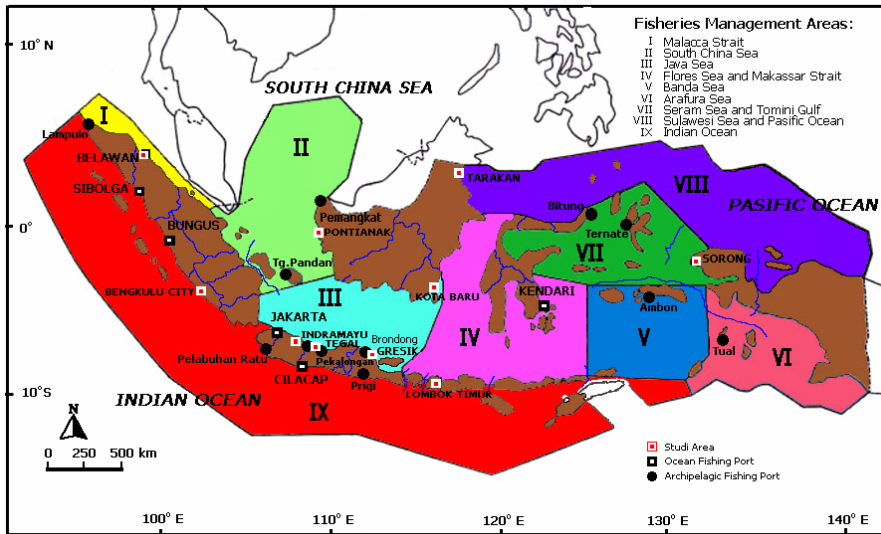 Fisheries Management Areas:
I Malacca Strait
II South China Sea
III Java Sea
IV Flores Sea and Makassar Strait
V Banda Sea
VI Arafura Sea
VII Seram Sea and Tomini Gulf
VIII Sulawesi Sea and Pasific Ocean
IX Indian Ocean
10° N
0°
10°S
SOUTH CHINA SEA
PASIFIC OCEAN
INDIAN OCEAN
I
II
III
IV
V
VI
VII
VIII
IX
Lampulo
BELAWAN
SIBOLGA
BUNGUS
BENGKULU CITY
Pemangkat
PONTIANAK
Tg.Pandan
TARAKAN
Bitung
Ternate
SORONG
KOTA BARU
KENDARI
Ambon
Tual
JAKARTA
INDRAMAYU
TEGAL
Brondong
GRESIK
Pekalongan
Pelabuhan Ratu
CILACAP
Prigi
LOMBOK TIMUR
N
0 250 500 km
Studi Area
Ocean Fishing Port
Archipelagic Fishing Port
100° E
110° E
120° E
130° E
140° E